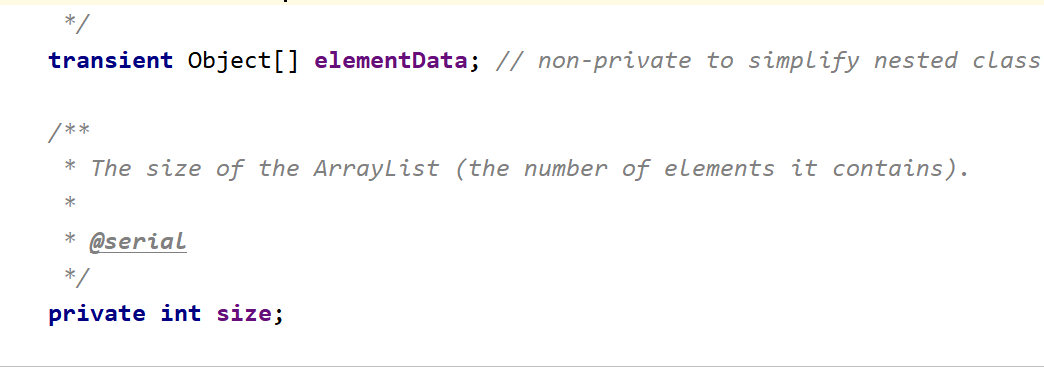 */
transient Object[] elementData; // non-private to simplify nested class
/**
* The size of the ArrayList (the number of elements it contains).
*
* @serial
*/
private int size;